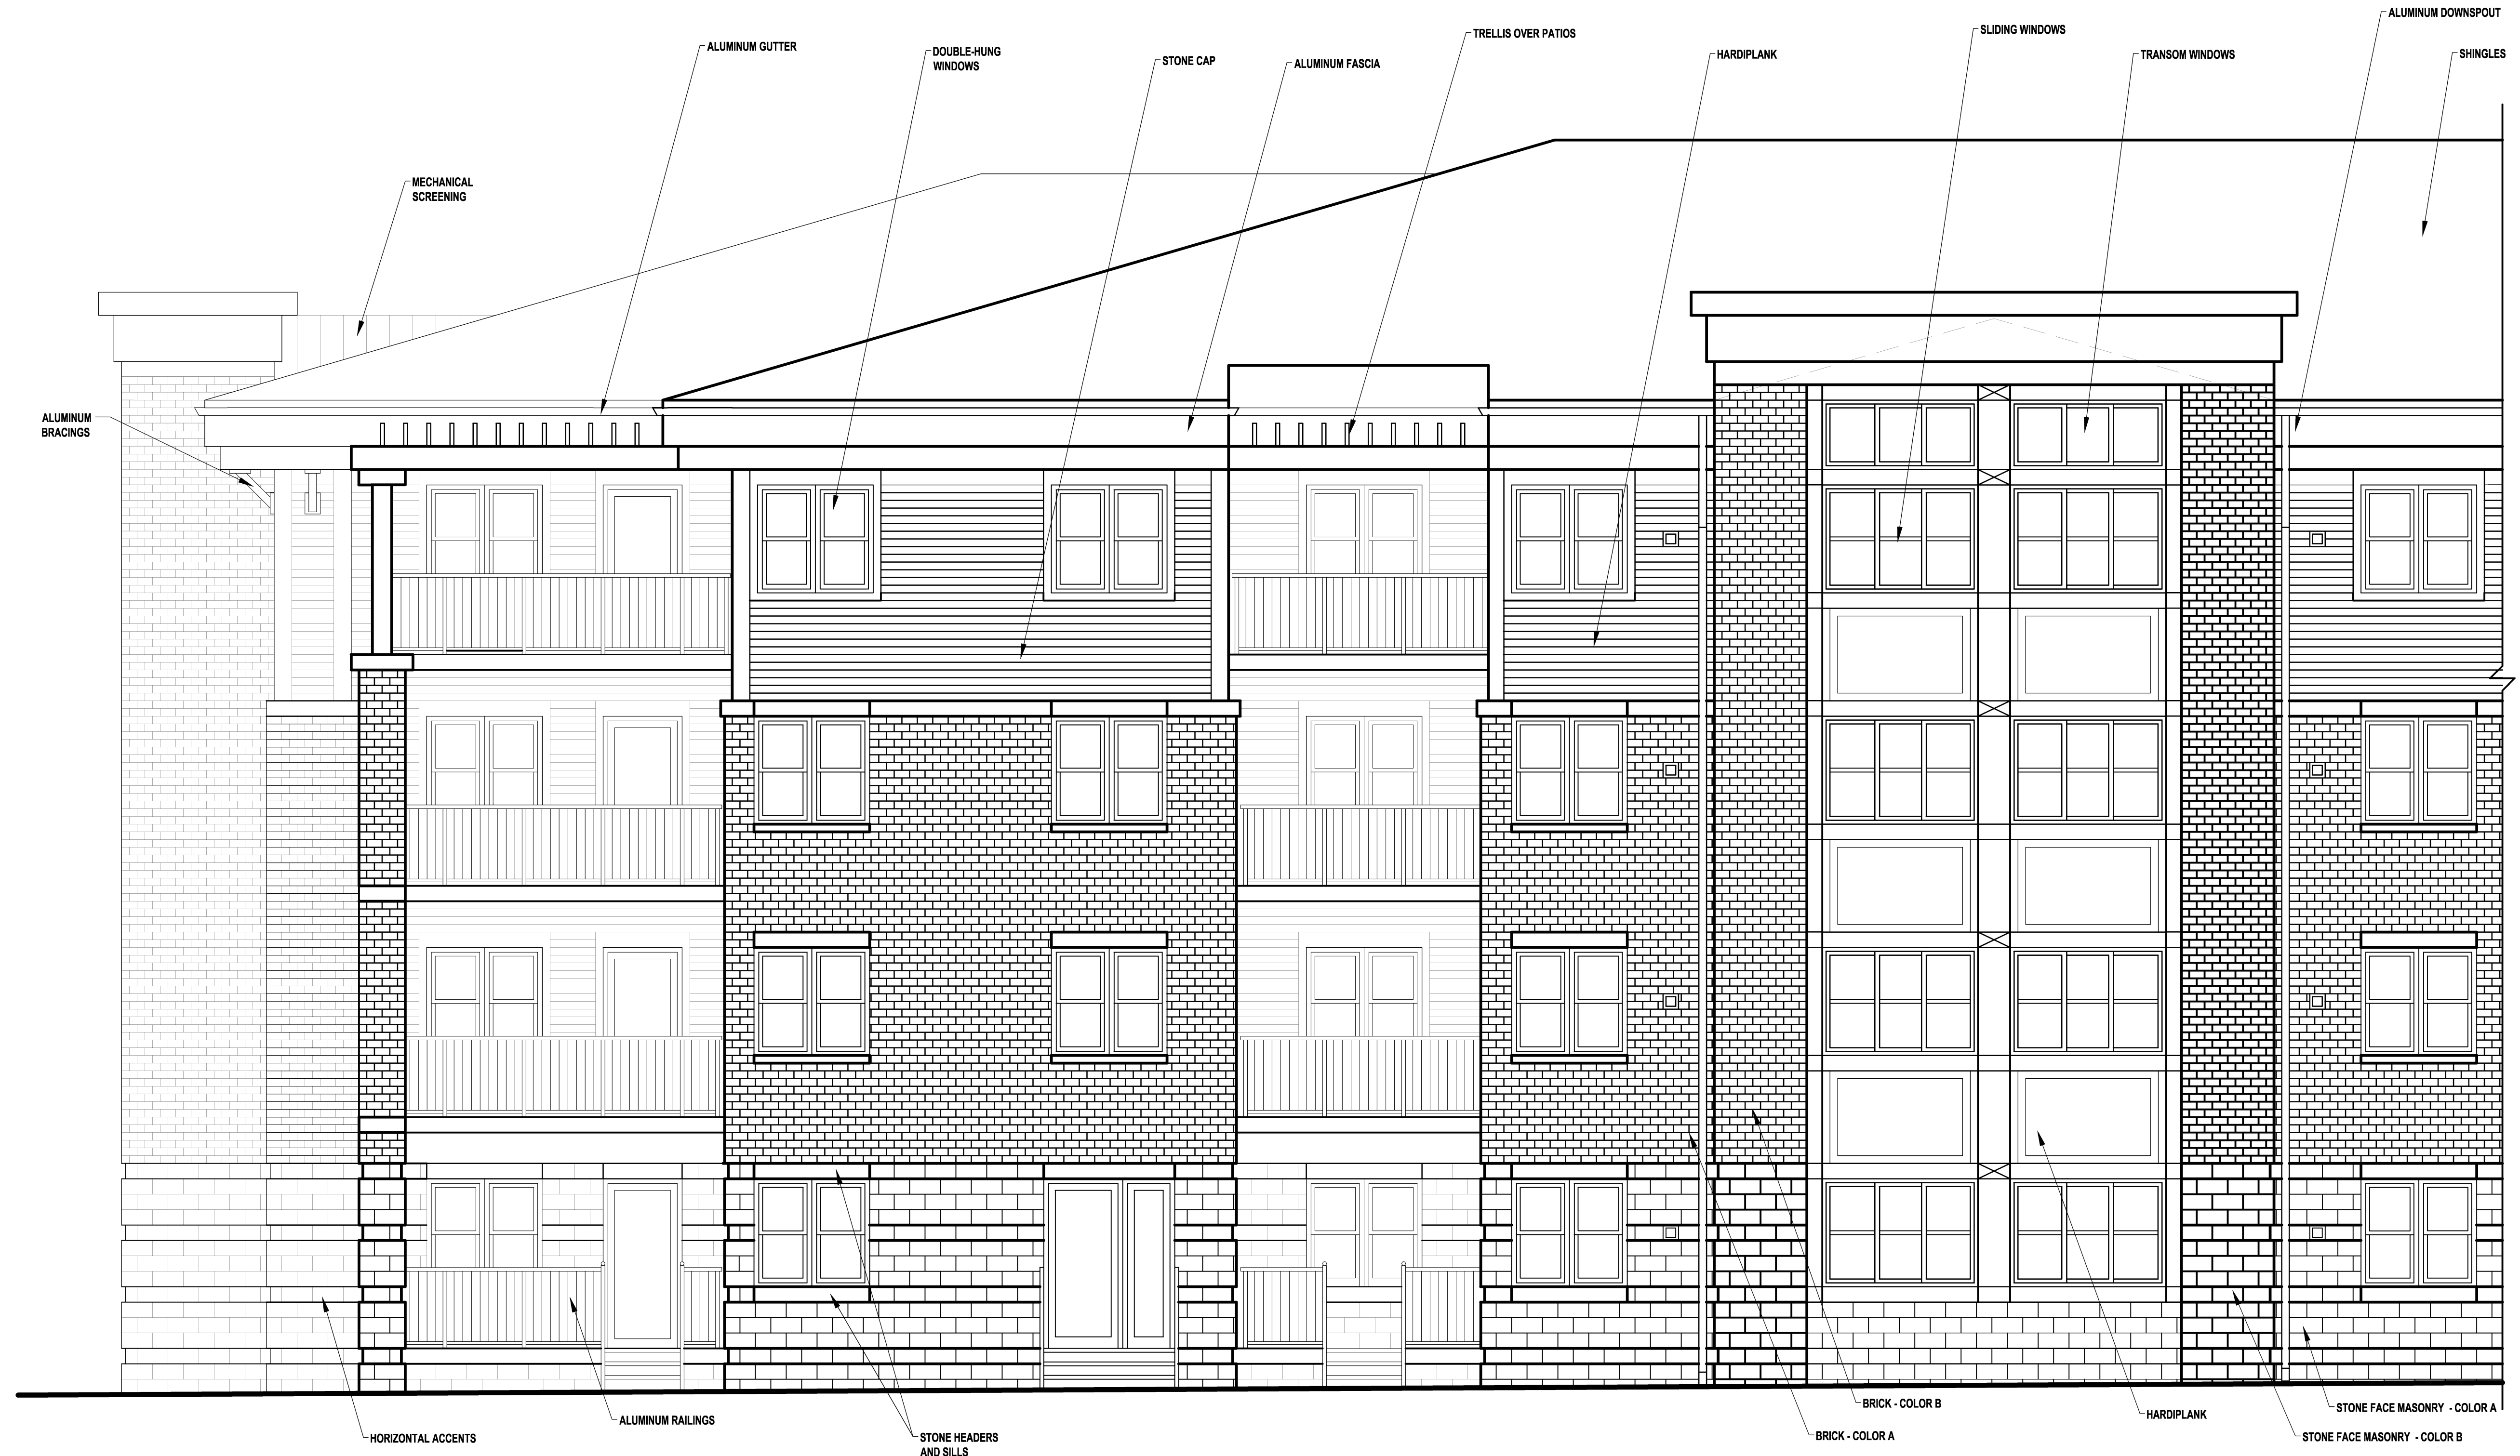 ALUMINUM DOWNSPOUT
SLIDING WINDOWS
TRELLIS OVER PATIOS
ALUMINUM GUTTER
DOUBLE-HUNG
WINDOWS
STONE CAP
ALUMINUM FASCIA
HARDIPLANK
TRANSOM WINDOWS
SHINGLES
MECHANICAL
SCREENING
ALUMINUM
BRACINGS
HORIZONTAL ACCENTS
ALUMINUM RAILINGS
STONE HEADERS
AND SILLS
BRICK - COLOR A
BRICK - COLOR B
HARDIPLANK
STONE FACE MASONRY - COLOR A
STONE FACE MASONRY - COLOR B